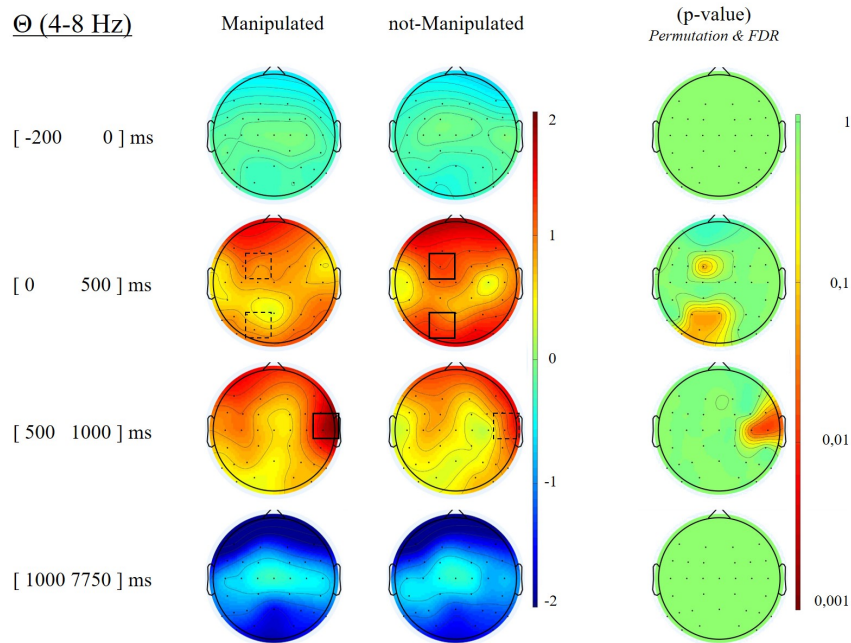 Θ (4-8 Hz)
Manipulated
not-Manipulated
(p-value)
Permutation & FDR
[ -200 0 ] ms
[ 0 500 ] ms
[ 500 1000 ] ms
[ 1000 7750 ] ms
2
1
0
-1
-2
1
0,1
0,01
0,001